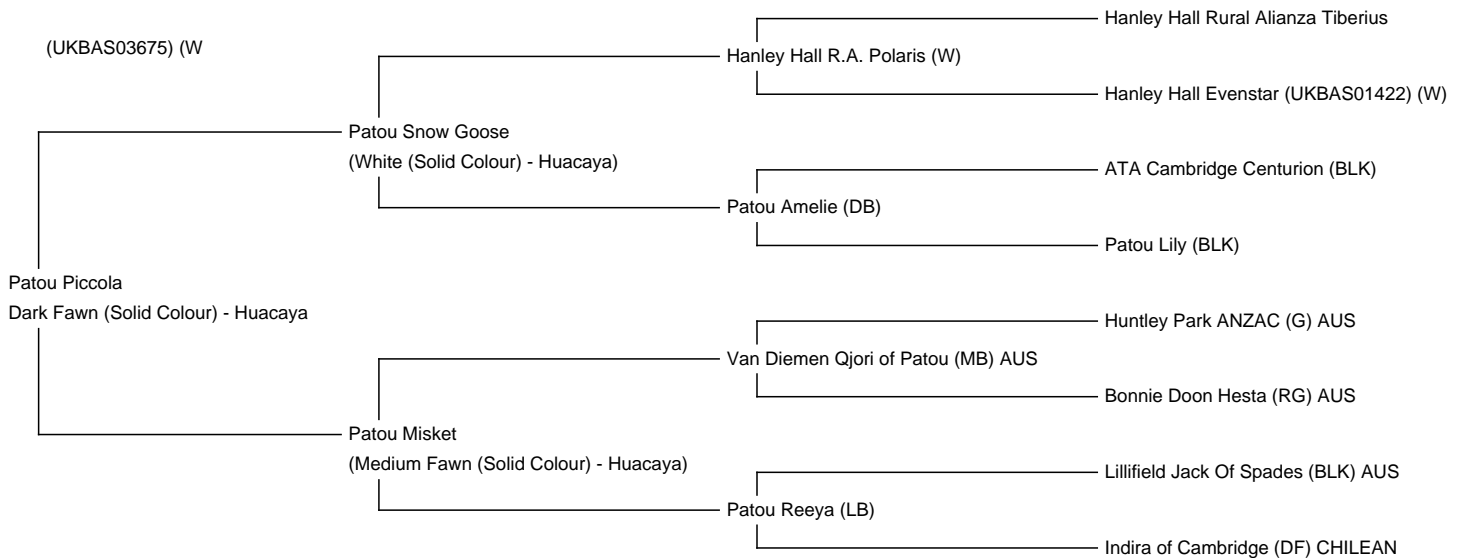 Hanley Hall Rural Alianza Tiberius
(UKBAS03675) (W
Hanley Hall R.A. Polaris (W)
Hanley Hall Evenstar (UKBAS01422) (W)
Patou Snow Goose
(White (Solid Colour) - Huacaya)
ATA Cambridge Centurion (BLK)
Patou Amelie (DB)
Patou Lily (BLK)
Patou Piccola
Dark Fawn (Solid Colour) - Huacaya
Huntley Park ANZAC (G) AUS
Van Diemen Qjori of Patou (MB) AUS
Bonnie Doon Hesta (RG) AUS
Patou Misket
(Medium Fawn (Solid Colour) - Huacaya)
Lillifield Jack Of Spades (BLK) AUS
Patou Reeya (LB)
Indira of Cambridge (DF) CHILEAN